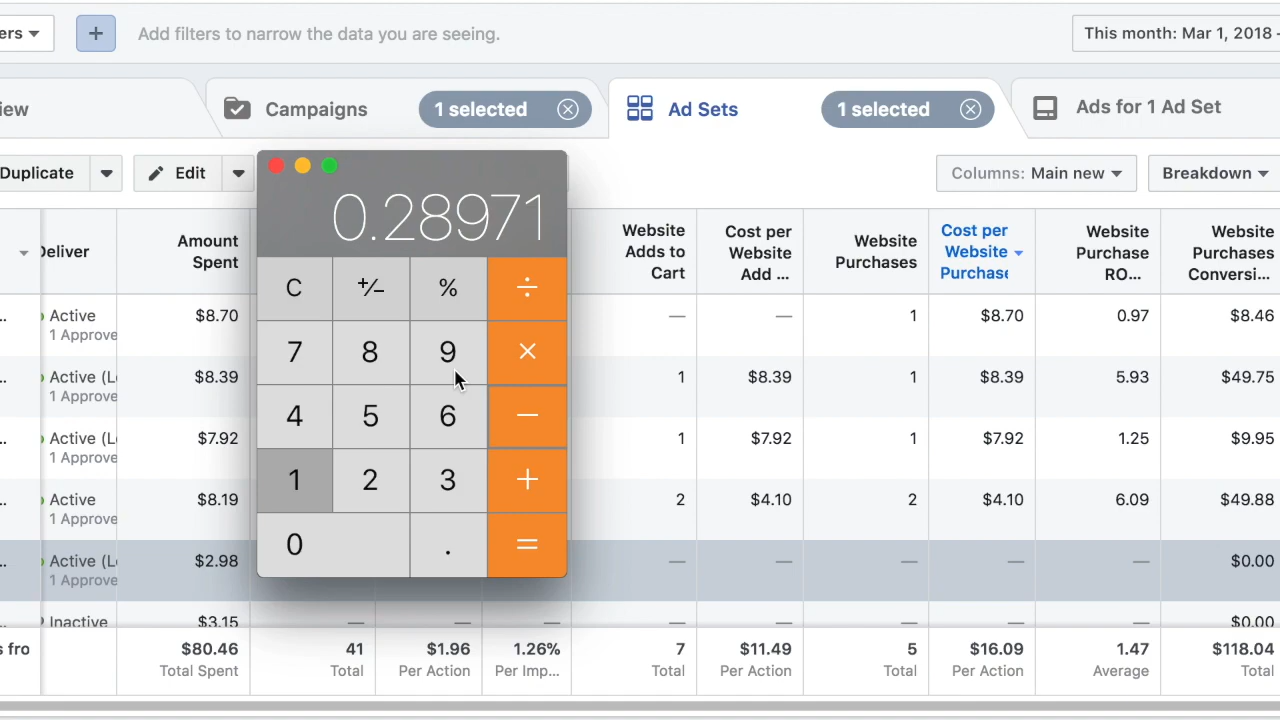 ers
+
Add filters to narrow the data you are seeing.
This month: Mar 1, 2018 -
iew
Campaigns
1 selected
Ad Sets
1 selected
Ads for 1 Ad Set
Duplicate
Edit
Columns: Main new
Breakdown
0.28971
C +/− % ÷
7 8 9 ×
4 5 6 −
1 2 3 +
0 . =
Deliver
Amount
Spent
Website
Adds to
Cart
Cost per
Website
Add ...
Website
Purchases
Cost per
Website
Purchase
Website
Purchase
RO...
Website
Purchases
Conversi...
... Active $8.70 — — 1 $8.70 0.97 $8.46
1 Approve
... Active (L $8.39 1 $8.39 1 $8.39 5.93 $49.75
1 Approve
... Active (L $7.92 1 $7.92 1 $7.92 1.25 $9.95
1 Approve
... Active $8.19 2 $4.10 2 $4.10 6.09 $49.88
1 Approve
... Active (L $2.98 — — — — — $0.00
1 Approve
Inactive $3.15 — — — — — — — — $0.00
s fro $80.46 41 $1.96 1.26% 7 $11.49 5 $16.09 1.47 $118.04
Total Spent Total Per Action Per Imp... Total Per Action Total Per Action Average Total